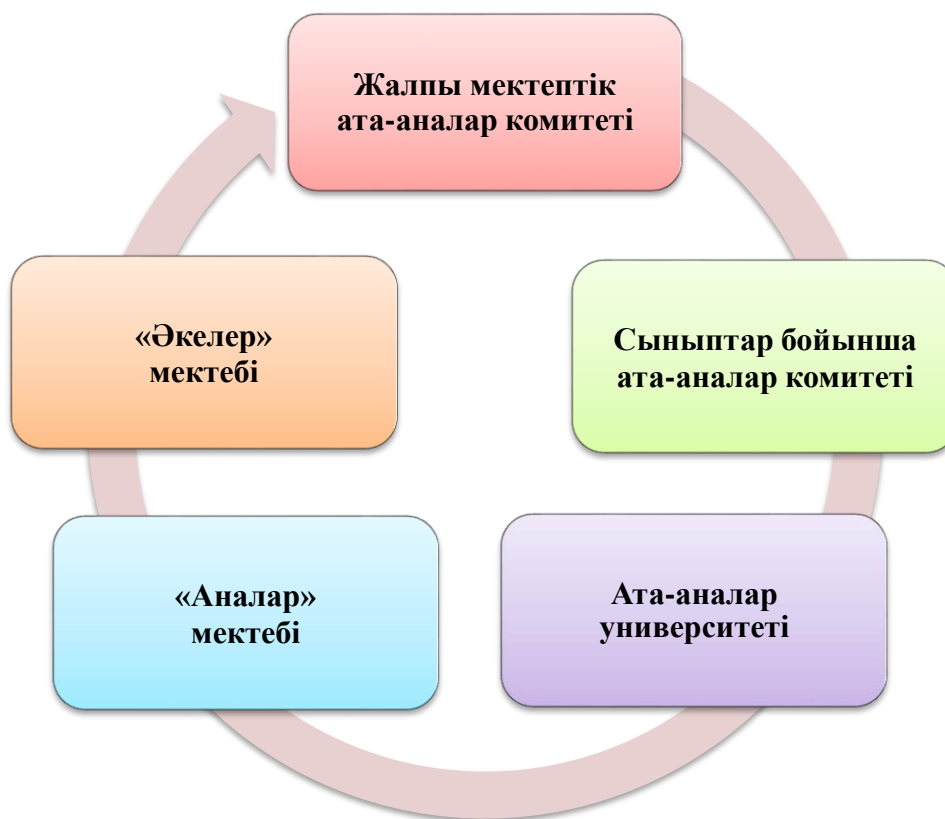 Жалпы мектептік
ата-аналар комитеті
Сыныптар бойынша
ата-аналар комитеті
Ата-аналар
университеті
«Аналар»
мектебі
«Әкелер»
мектебі